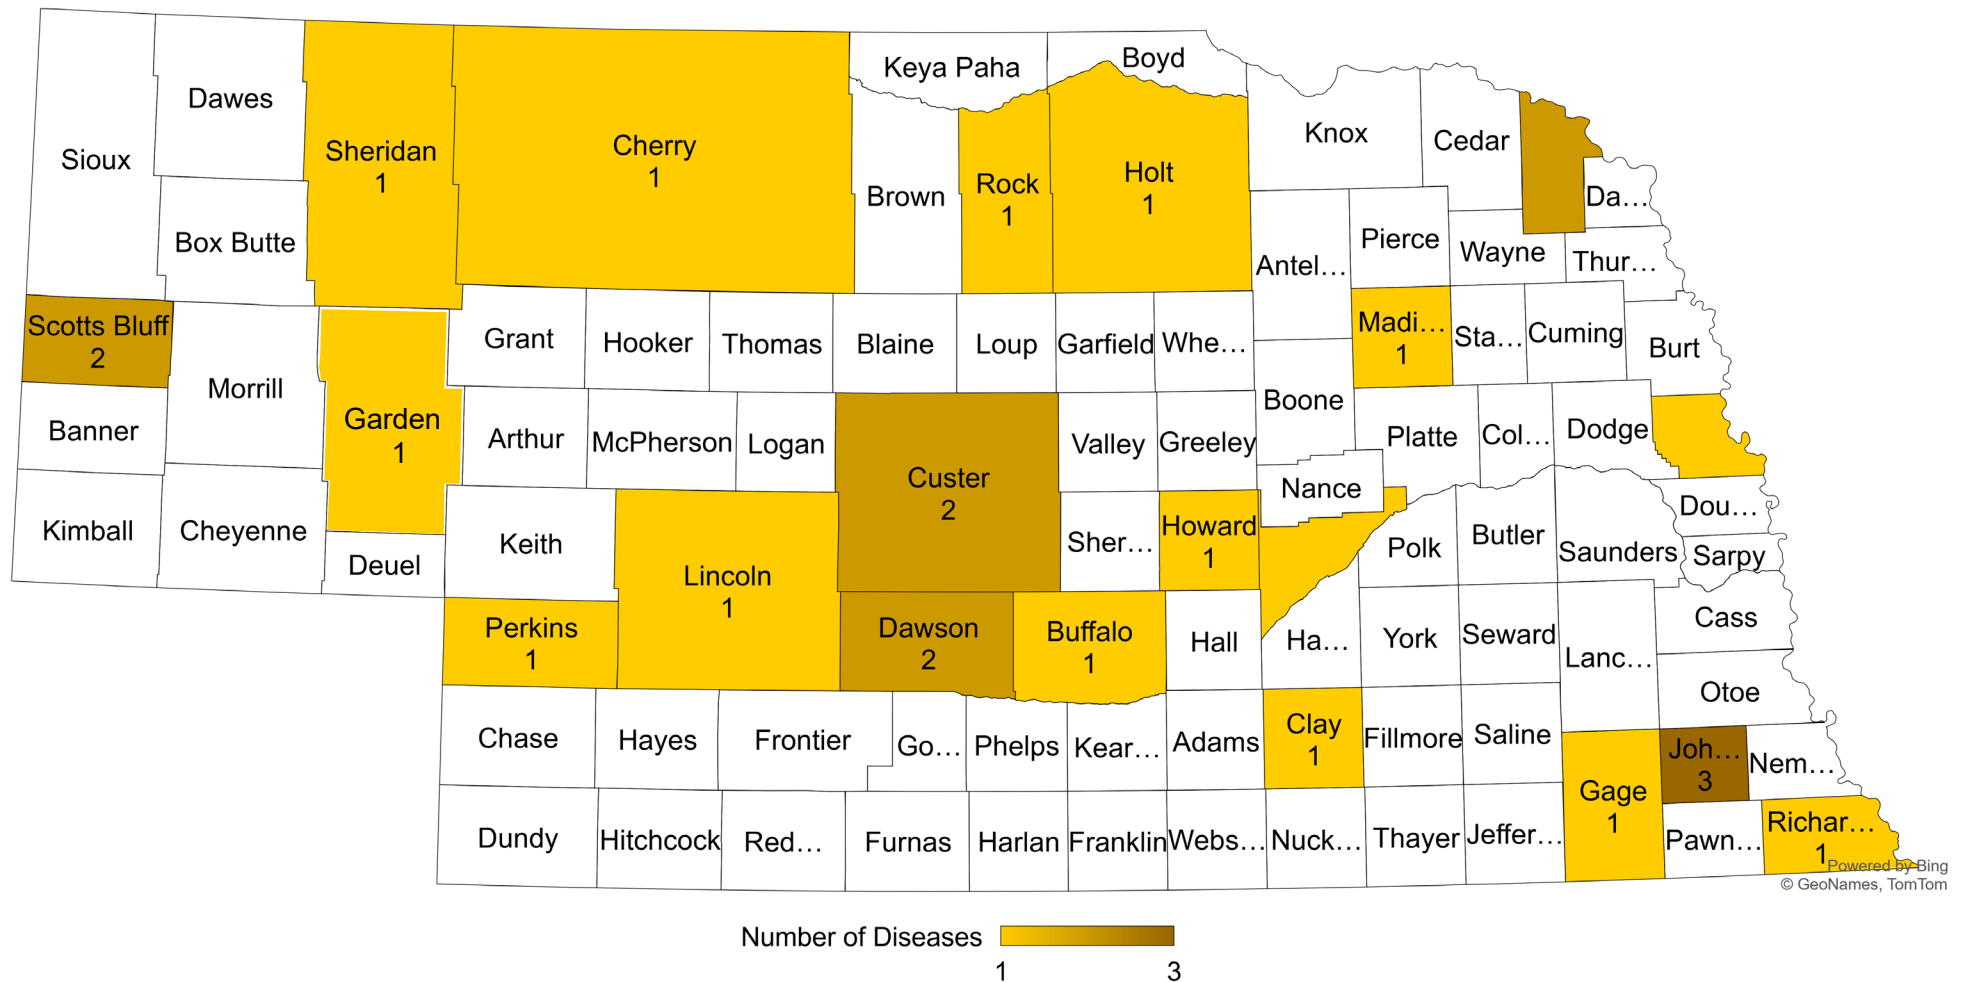 Keya Paha
Boyd
Dawes
Sioux
Sheridan
1
Cherry
1
Knox
Cedar
Holt
1
Rock
1
Brown
Da…
Box Butte
Pierce
Wayne
Antel…
Thur…
Scotts Bluff
2
Grant
Hooker
Thomas
Blaine
Loup
Garfield
Whe…
Madi…
1
Sta…
Cuming
Burt
Morrill
Boone
Banner
Garden
1
Arthur
McPherson
Logan
Valley
Greeley
Platte
Col…
Dodge
Custer
2
Nance
Dou…
Kimball
Cheyenne
Keith
Sher…
Howard
1
Polk
Butler
Saunders
Sarpy
Deuel
Lincoln
1
Cass
Perkins
1
Dawson
2
Buffalo
1
Hall
Ha…
York
Seward
Lanc…
Otoe
Chase
Hayes
Frontier
Go…
Phelps
Kear…
Adams
Clay
1
Fillmore
Saline
Joh…
3
Nem…
Gage
1
Richar…
1
Dundy
Hitchcock
Red…
Furnas
Harlan
Franklin
Webs…
Nuck…
Thayer
Jeffer…
Pawn…
Powered by Bing
© GeoNames, TomTom
Number of Diseases
1
3